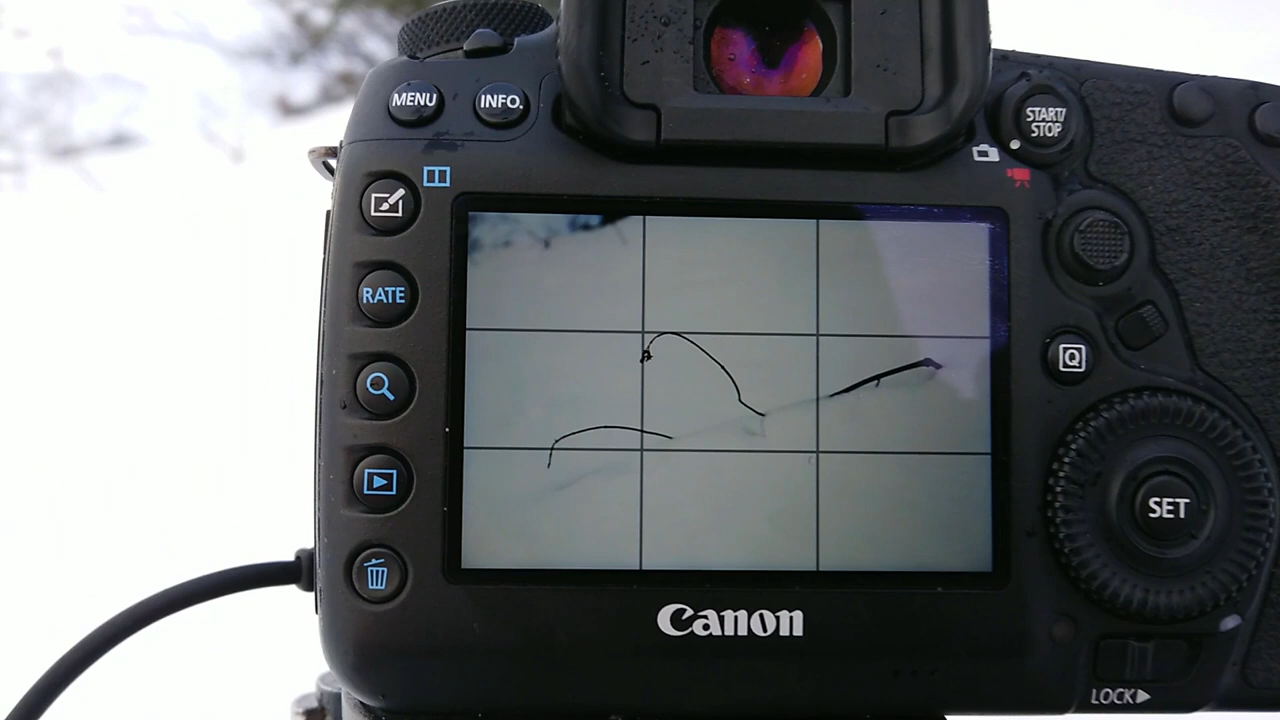 MENU
INFO.
START/
STOP
RATE
Q
SET
Canon
LOCK